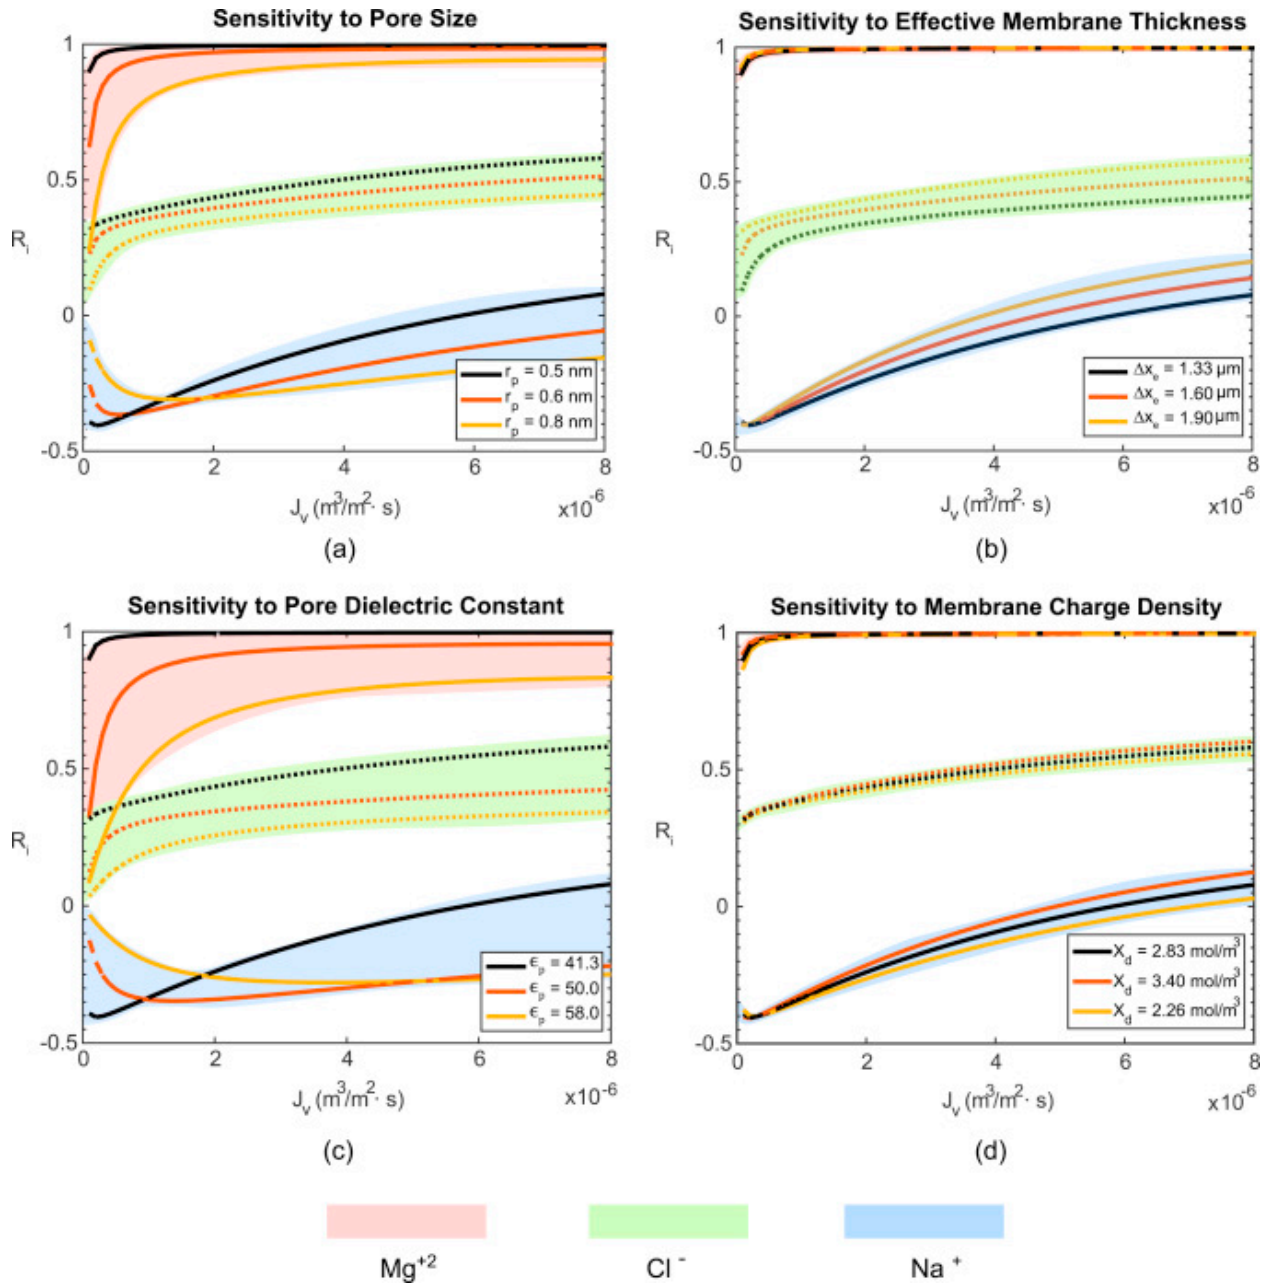 Sensitivity to Pore Size
1
0.5
R_i
0
-0.5
0 2 4 6 8
r_p = 0.5 nm
r_p = 0.6 nm
r_p = 0.8 nm
J_v (m³/m²· s)
x10⁻⁶
(a)
Sensitivity to Effective Membrane Thickness
1
0.5
R_i
0
-0.5
0 2 4 6 8
Δx_e = 1.33 μm
Δx_e = 1.60 μm
Δx_e = 1.90 μm
J_v (m³/m²· s)
x10⁻⁶
(b)
Sensitivity to Pore Dielectric Constant
1
0.5
R_i
0
-0.5
0 2 4 6 8
ϵ_p = 41.3
ϵ_p = 50.0
ϵ_p = 58.0
J_v (m³/m²· s)
x10⁻⁶
(c)
Sensitivity to Membrane Charge Density
1
0.5
R_i
0
-0.5
0 2 4 6 8
X_d = 2.83 mol/m³
X_d = 3.40 mol/m³
X_d = 2.26 mol/m³
J_v (m³/m²· s)
x10⁻⁶
(d)
Mg⁺² Cl⁻ Na⁺